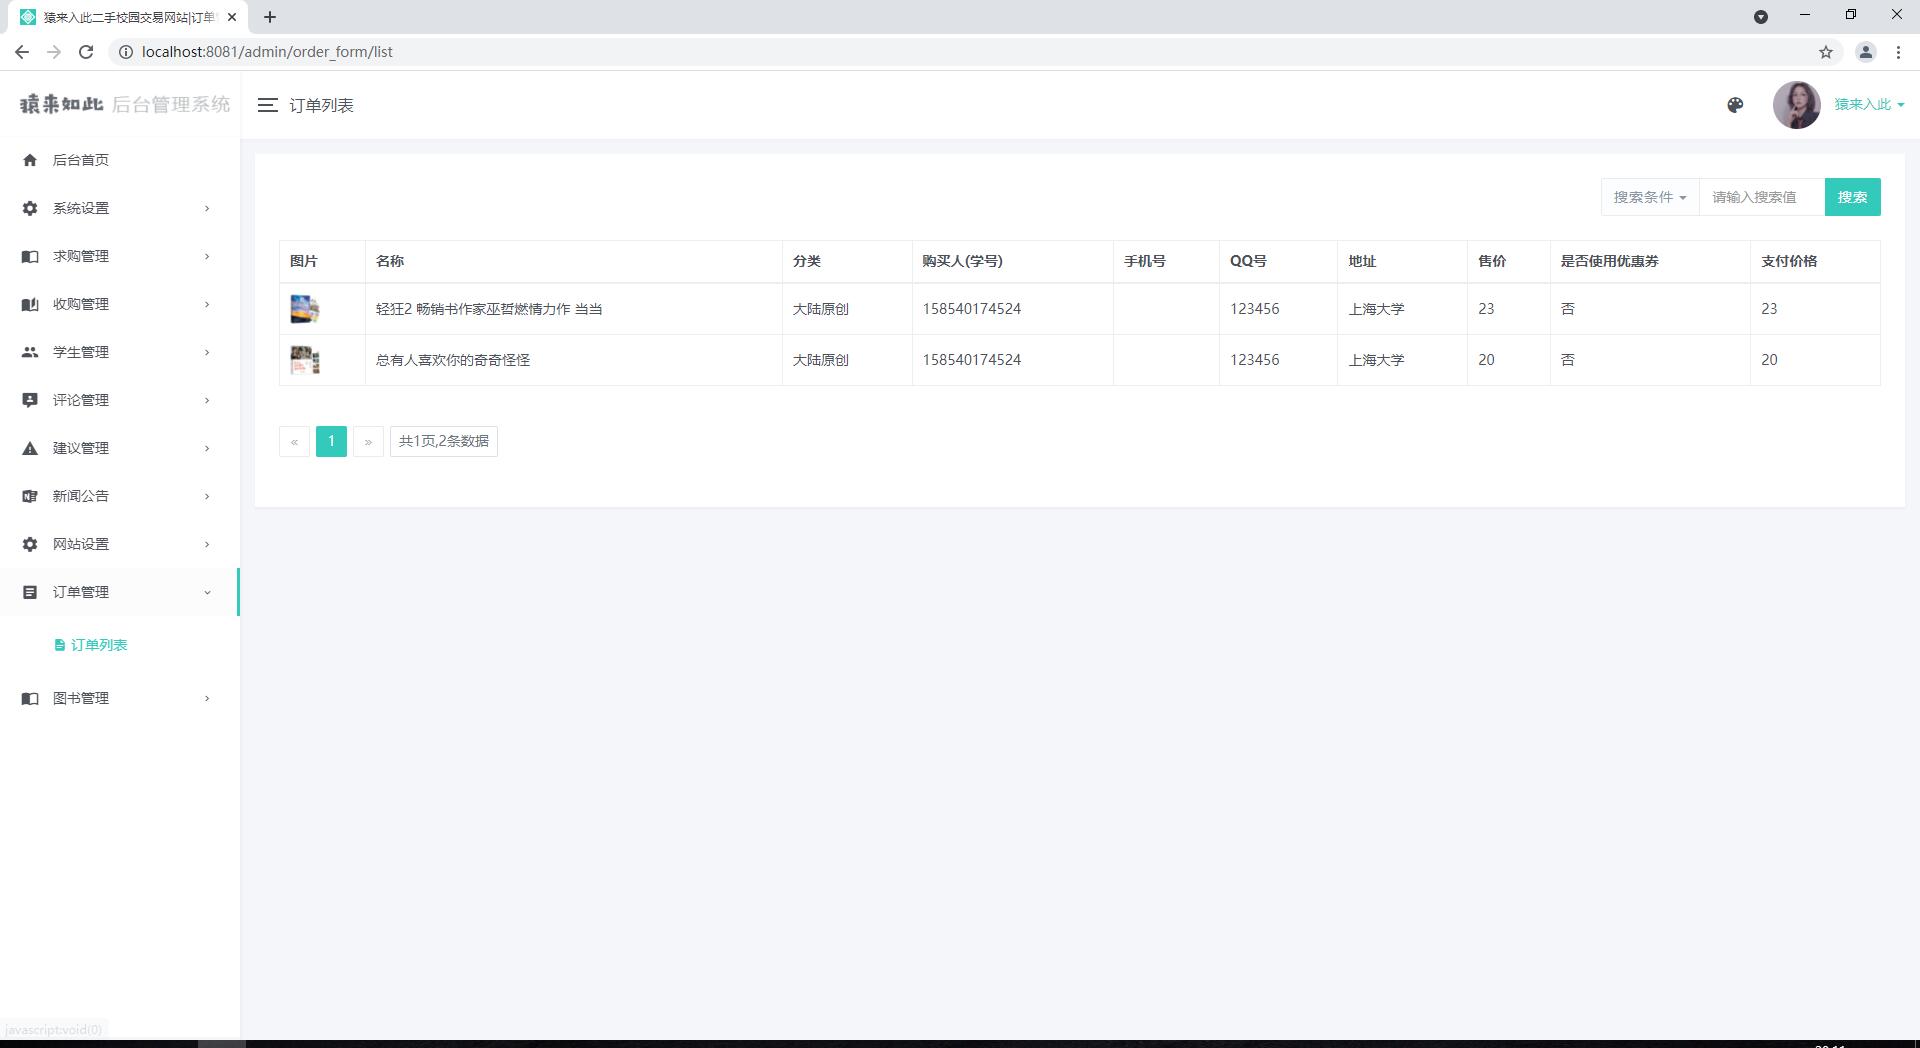 猿来入此二手校园交易网站|订单
localhost:8081/admin/order_form/list
猿来如此 后台管理系统
订单列表
猿来入此
后台首页
系统设置
求购管理
收购管理
学生管理
评论管理
建议管理
新闻公告
网站设置
订单管理
订单列表
图书管理
搜索条件 请输入搜索值 搜索
图片 名称 分类 购买人(学号) 手机号 QQ号 地址 售价 是否使用优惠券 支付价格
轻狂2 畅销书作家巫哲燃情力作 当当 大陆原创 158540174524 123456 上海大学 23 否 23
总有人喜欢你的奇奇怪怪 大陆原创 158540174524 123456 上海大学 20 否 20
« 1 » 共1页,2条数据
javascript:void(0)